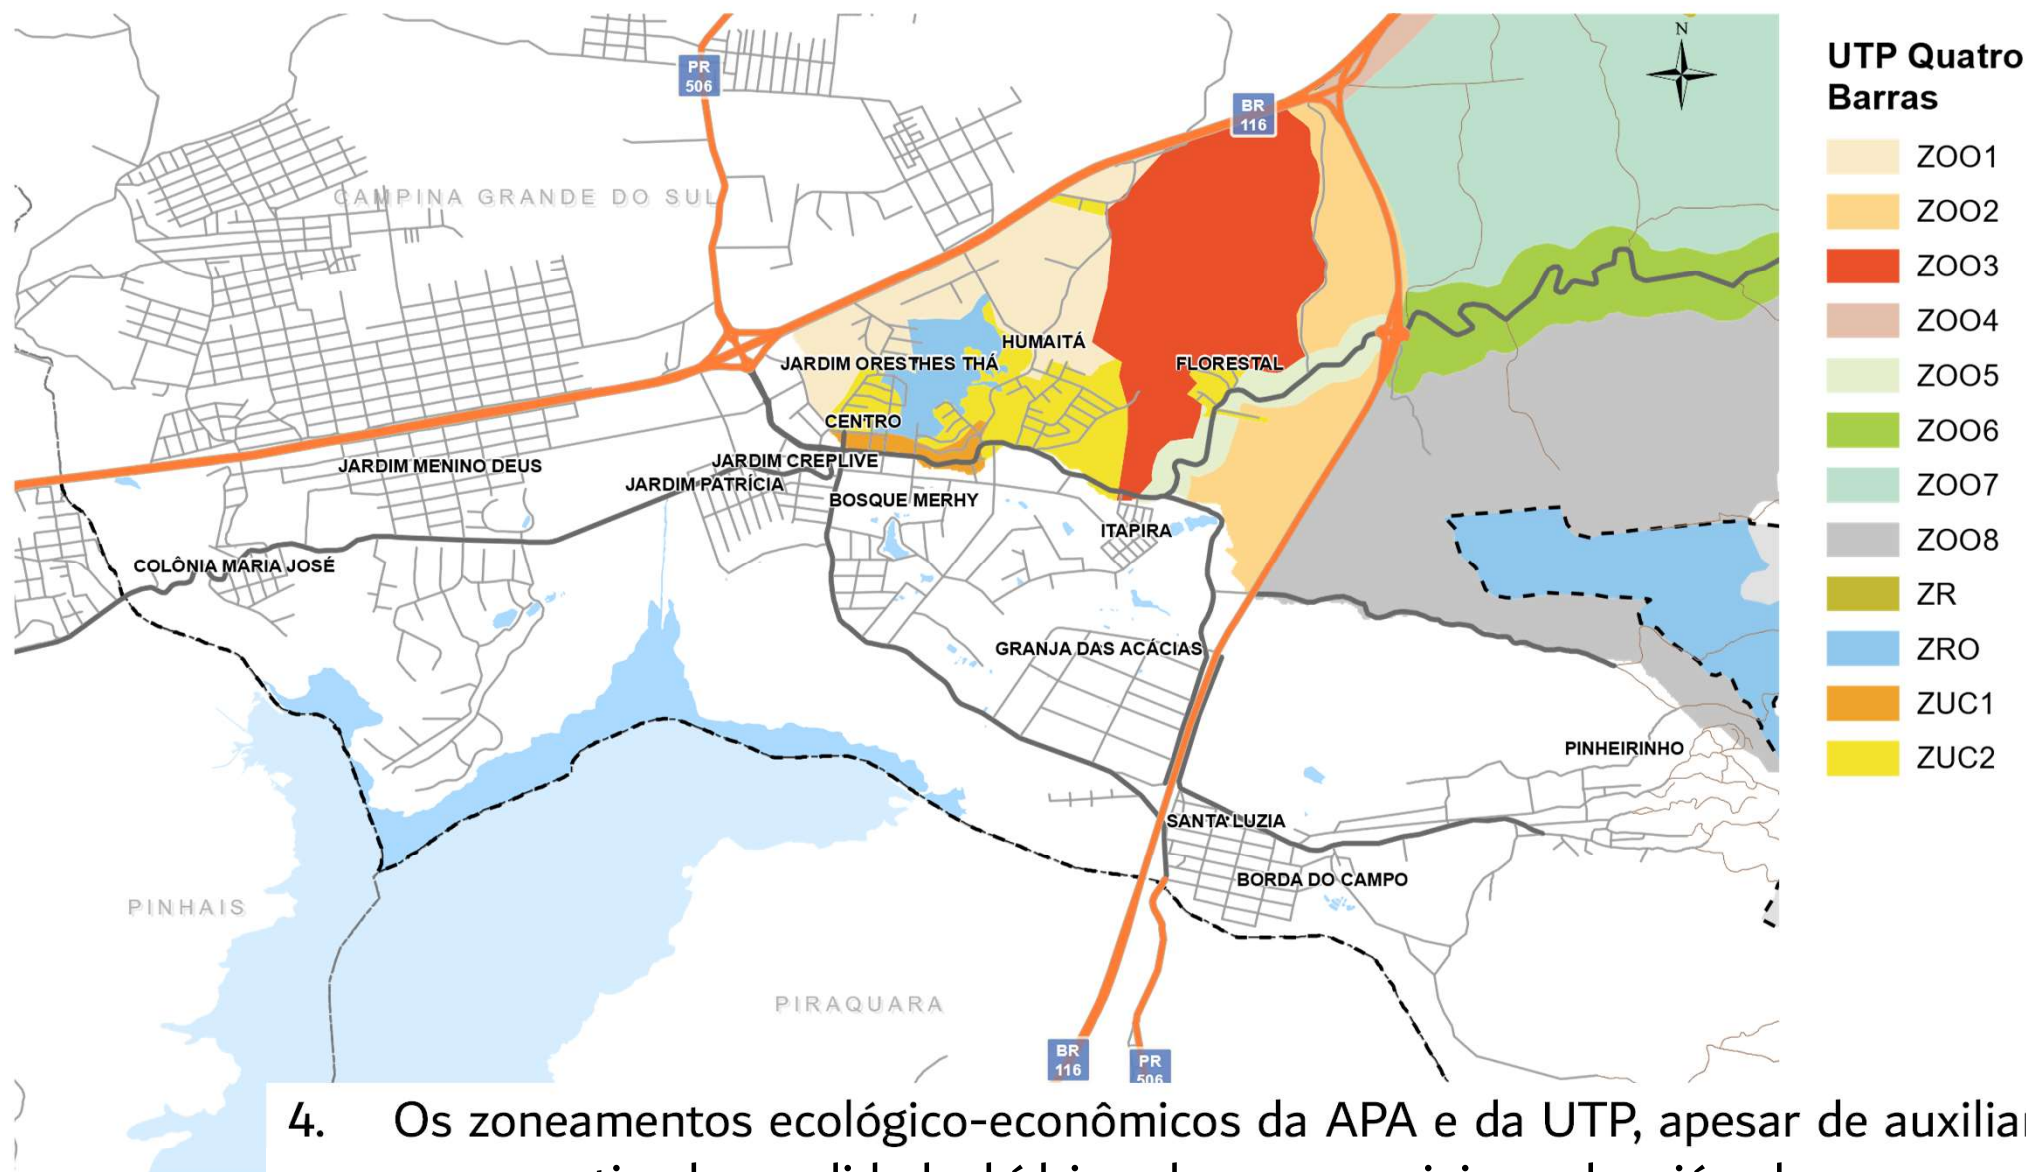 PR
506
N
BR
116
CAMPINA GRANDE DO SUL
HUMAITÁ
JARDIM ORESTHES THÁ
FLORESTAL
CENTRO
JARDIM CREPLIVE
JARDIM MENINO DEUS
JARDIM PATRÍCIA
BOSQUE MERHY
ITAPIRA
COLÔNIA MARIA JOSÉ
GRANJA DAS ACÁCIAS
PINHEIRINHO
SANTA LUZIA
BORDA DO CAMPO
PINHAIS
PIRAQUARA
BR
116
PR
506
UTP Quatro
Barras
ZOO1
ZOO2
ZOO3
ZOO4
ZOO5
ZOO6
ZOO7
ZOO8
ZR
ZRO
ZUC1
ZUC2
4. Os zoneamentos ecológico-econômicos da APA e da UTP, apesar de auxiliar